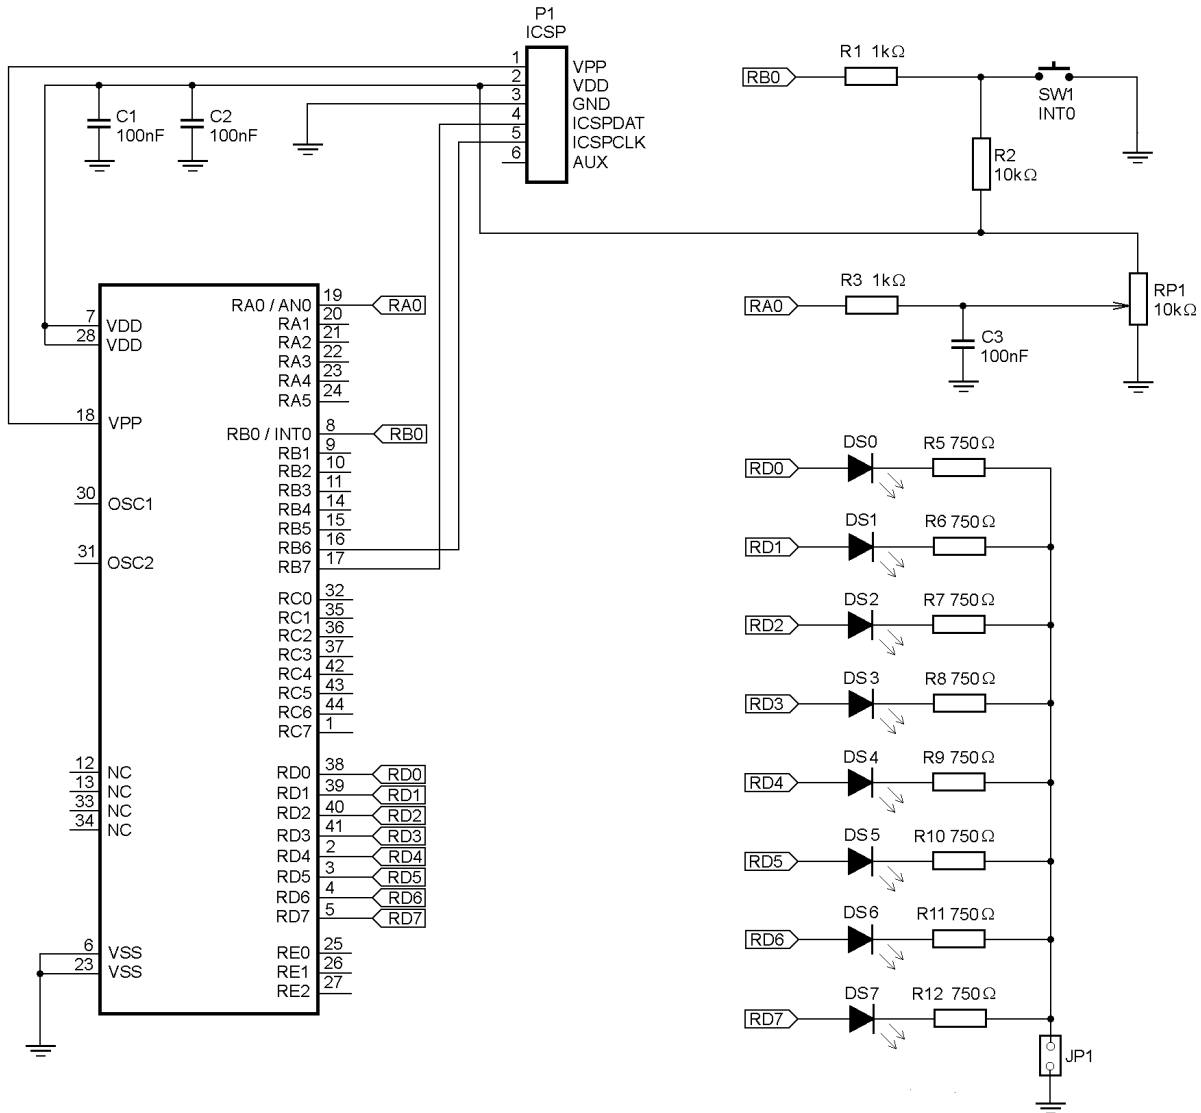 P1
ICSP
1 VPP
2 VDD
3 GND
4 ICSPDAT
5 ICSPCLK
6 AUX
C1
100nF
C2
100nF
RB0
R1 1kΩ
SW1
INT0
R2
10kΩ
RA0
R3 1kΩ
C3
100nF
RP1
10kΩ
7 VDD
28 VDD
18 VPP
30 OSC1
31 OSC2
12 NC
13 NC
33 NC
34 NC
6 VSS
23 VSS
RA0 / AN0 19 RA0
RA1 20
RA2 21
RA3 22
RA4 23
RA5 24
RB0 / INT0 8 RB0
RB1 9
RB2 10
RB3 11
RB4 14
RB5 15
RB6 16
RB7 17
RC0 32
RC1 35
RC2 36
RC3 37
RC4 42
RC5 43
RC6 44
RC7 1
RD0 38 RD0
RD1 39 RD1
RD2 40 RD2
RD3 41 RD3
RD4 2 RD4
RD5 3 RD5
RD6 4 RD6
RD7 5 RD7
RE0 25
RE1 26
RE2 27
DS0 R5 750Ω
RD0
DS1 R6 750Ω
RD1
DS2 R7 750Ω
RD2
DS3 R8 750Ω
RD3
DS4 R9 750Ω
RD4
DS5 R10 750Ω
RD5
DS6 R11 750Ω
RD6
DS7 R12 750Ω
RD7
JP1